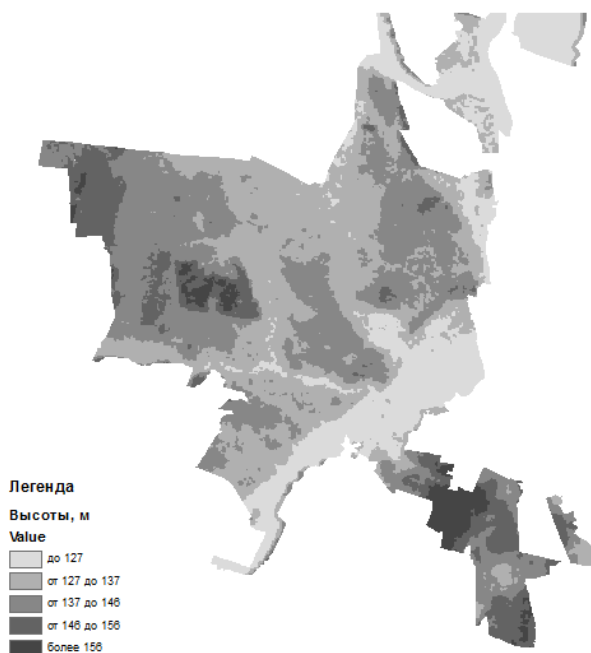 Легенда
Высоты, м
Value
до 127
от 127 до 137
от 137 до 146
от 146 до 156
более 156